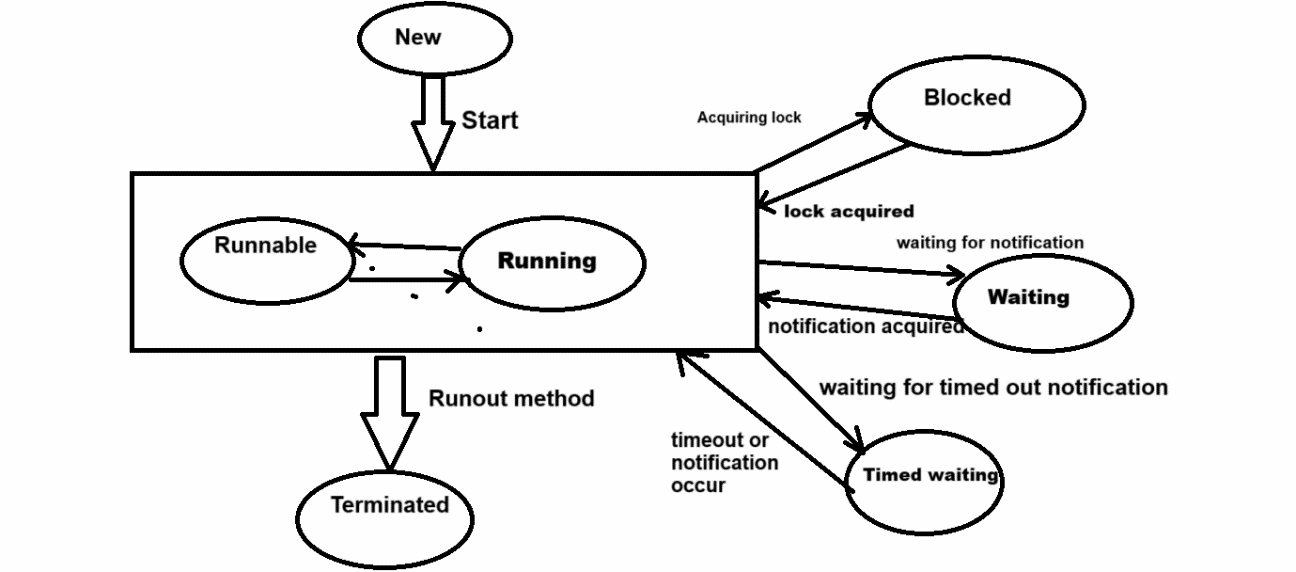 New
Start
Blocked
Acquiring lock
lock acquired
Runnable
Running
waiting for notification
Waiting
notification acquired
waiting for timed out notification
Runout method
timeout or
notification
occur
Timed waiting
Terminated